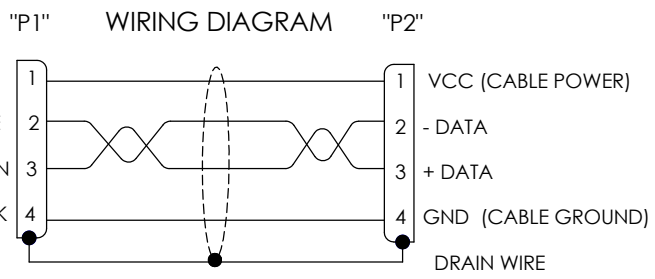 "P1" WIRING DIAGRAM "P2"
1 1 VCC (CABLE POWER)
2 2 - DATA
N 3 3 + DATA
K 4 4 GND (CABLE GROUND)
DRAIN WIRE